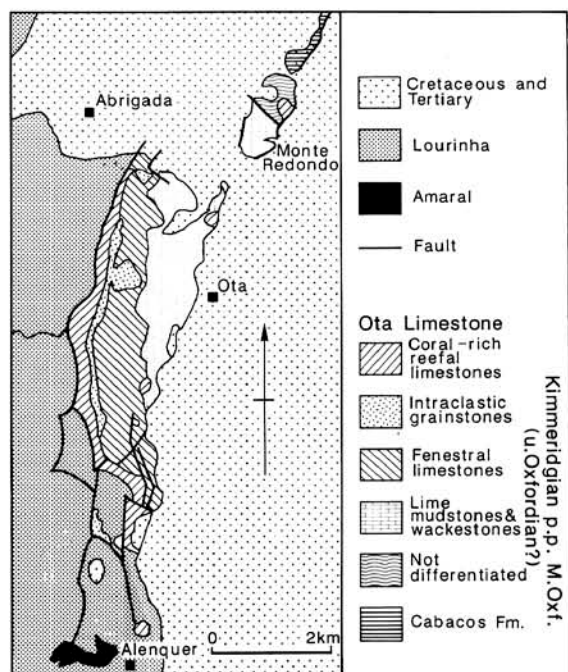 Abrigada
Monte
Redondo
Ota
Alenquer
0 2km
Cretaceous and
Tertiary
Lourinha
Amaral
Fault
Ota Limestone
Coral-rich
reefal
limestones
Intraclastic
grainstones
Fenestral
limestones
Lime
mudstones&
wackestones
Not
differentiated
Cabacos Fm.
Kimmeridgian p.p. M.Oxf.
(u.Oxfordian?)